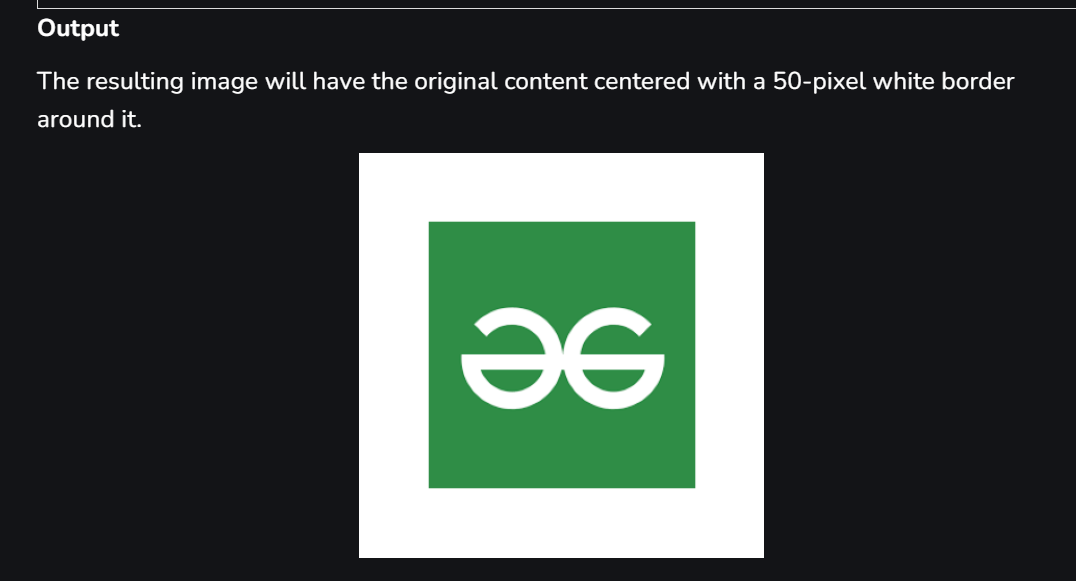 Output
The resulting image will have the original content centered with a 50-pixel white border
around it.